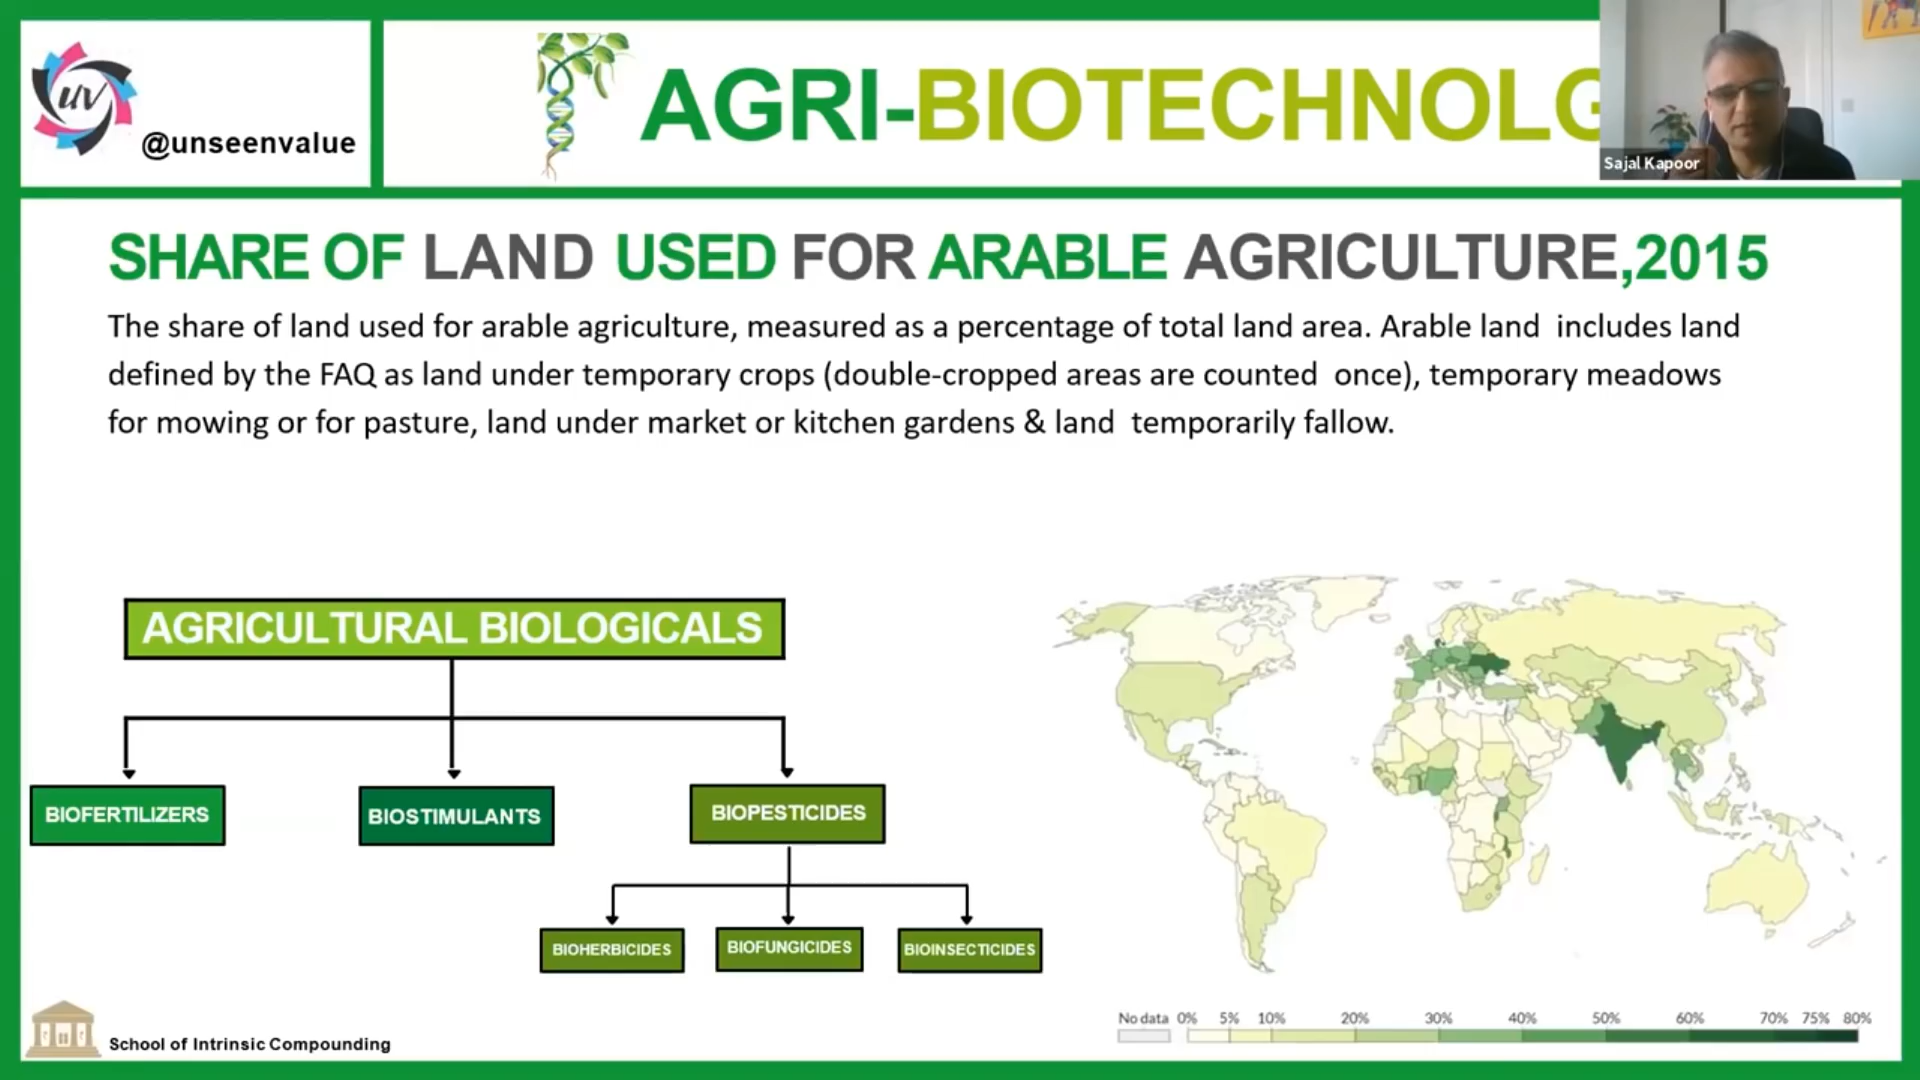 uv
@unseenvalue
AGRI-BIOTECHNOLG
Sajal Kapoor
SHARE OF LAND USED FOR ARABLE AGRICULTURE,2015
The share of land used for arable agriculture, measured as a percentage of total land area. Arable land includes land
defined by the FAQ as land under temporary crops (double-cropped areas are counted once), temporary meadows
for mowing or for pasture, land under market or kitchen gardens & land temporarily fallow.
AGRICULTURAL BIOLOGICALS
BIOFERTILIZERS
BIOSTIMULANTS
BIOPESTICIDES
BIOHERBICIDES
BIOFUNGICIDES
BIOINSECTICIDES
No data 0% 5% 10% 20% 30% 40% 50% 60% 70% 75% 80%
School of Intrinsic Compounding